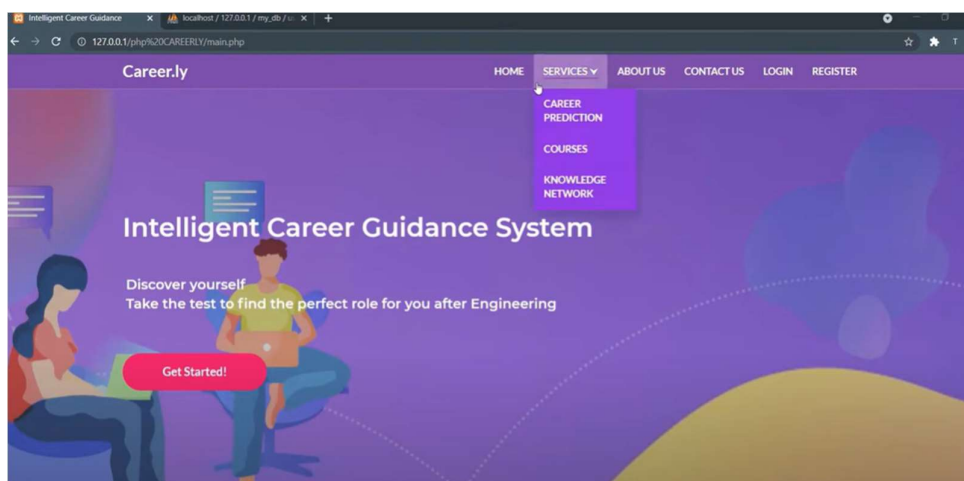 Intelligent Career Guidance
localhost / 127.0.0.1 / my_db /
127.0.0.1/php%20CAREERLY/main.php
Career.ly
HOME
SERVICES
ABOUT US
CONTACT US
LOGIN
REGISTER
CAREER
PREDICTION
COURSES
KNOWLEDGE
NETWORK
Intelligent Career Guidance System
Discover yourself
Take the test to find the perfect role for you after Engineering
Get Started!